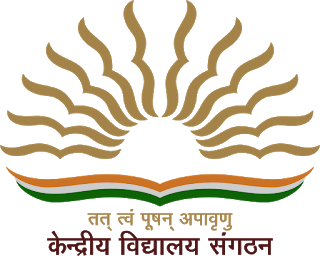 तत् त्वं पूषन् अपावृणु
केन्द्रीय विद्यालय संगठन